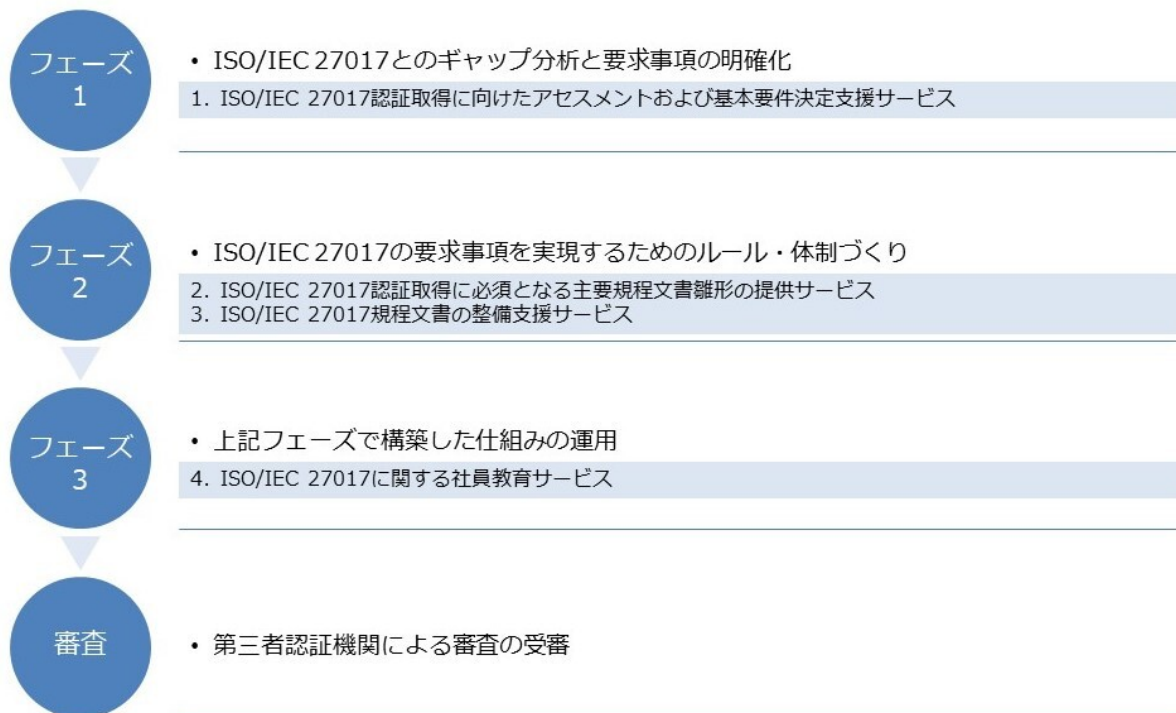 フェーズ
1
• ISO/IEC 27017とのギャップ分析と要求事項の明確化
1. ISO/IEC 27017認証取得に向けたアセスメントおよび基本要件決定支援サービス
フェーズ
2
• ISO/IEC 27017の要求事項を実現するためのルール・体制づくり
2. ISO/IEC 27017認証取得に必須となる主要規程文書雛形の提供サービス
3. ISO/IEC 27017規程文書の整備支援サービス
フェーズ
3
• 上記フェーズで構築した仕組みの運用
4. ISO/IEC 27017に関する社員教育サービス
審査
• 第三者認証機関による審査の受審